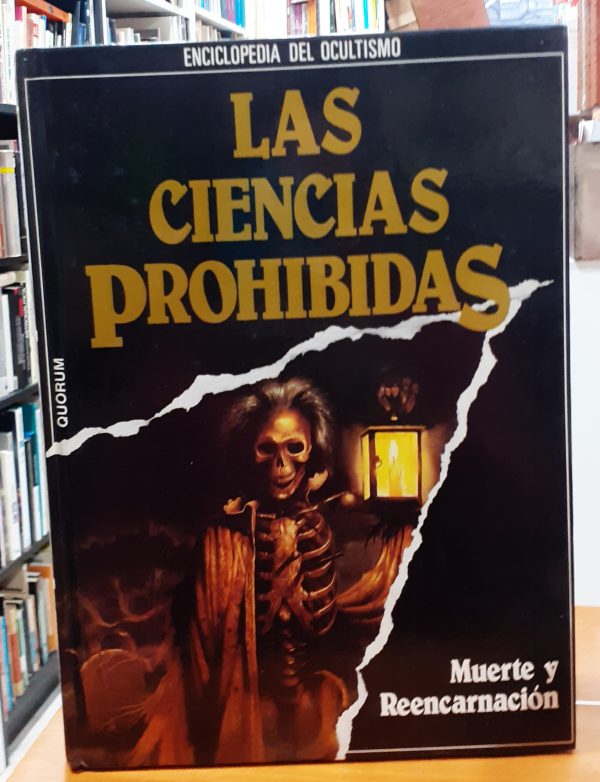 ENCICLOPEDIA DEL OCULTISMO
LAS
CIENCIAS
PROHIBIDAS
QUORUM
Muerte y
Reencarnación